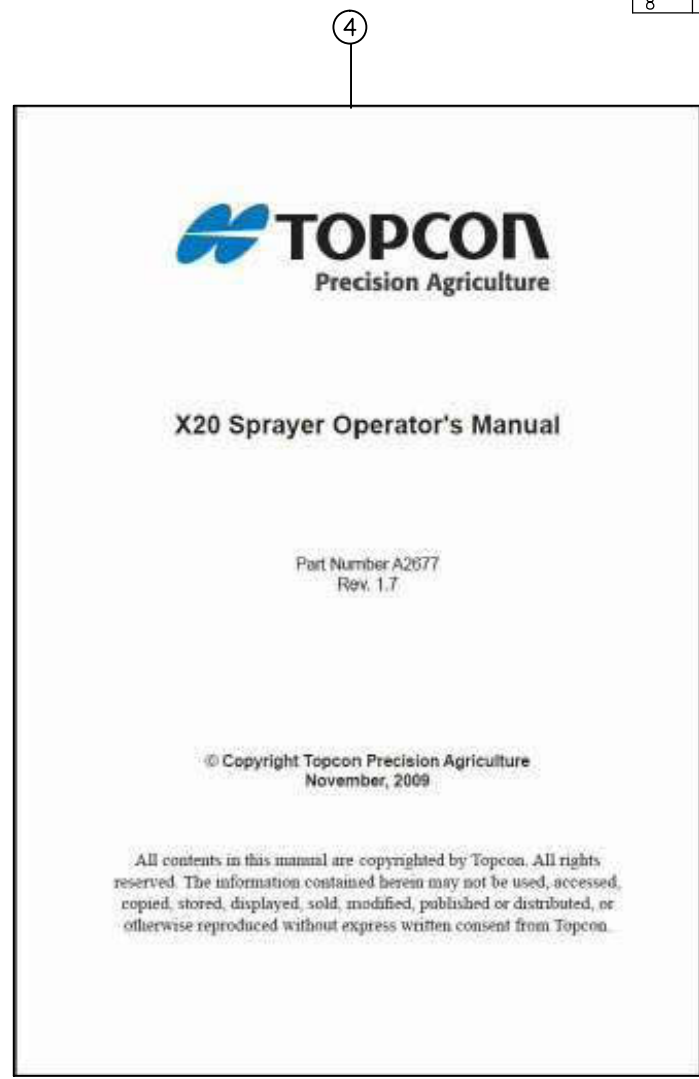 8
4
TOPCON
Precision Agriculture
X20 Sprayer Operator's Manual
Part Number A2677
Rev. 1.7
© Copyright Topcon Precision Agriculture
November, 2009
All contents in this manual are copyrighted by Topcon. All rights
reserved. The information contained herein may not be used, accessed,
copied, stored, displayed, sold, modified, published or distributed, or
otherwise reproduced without express written consent from Topcon.